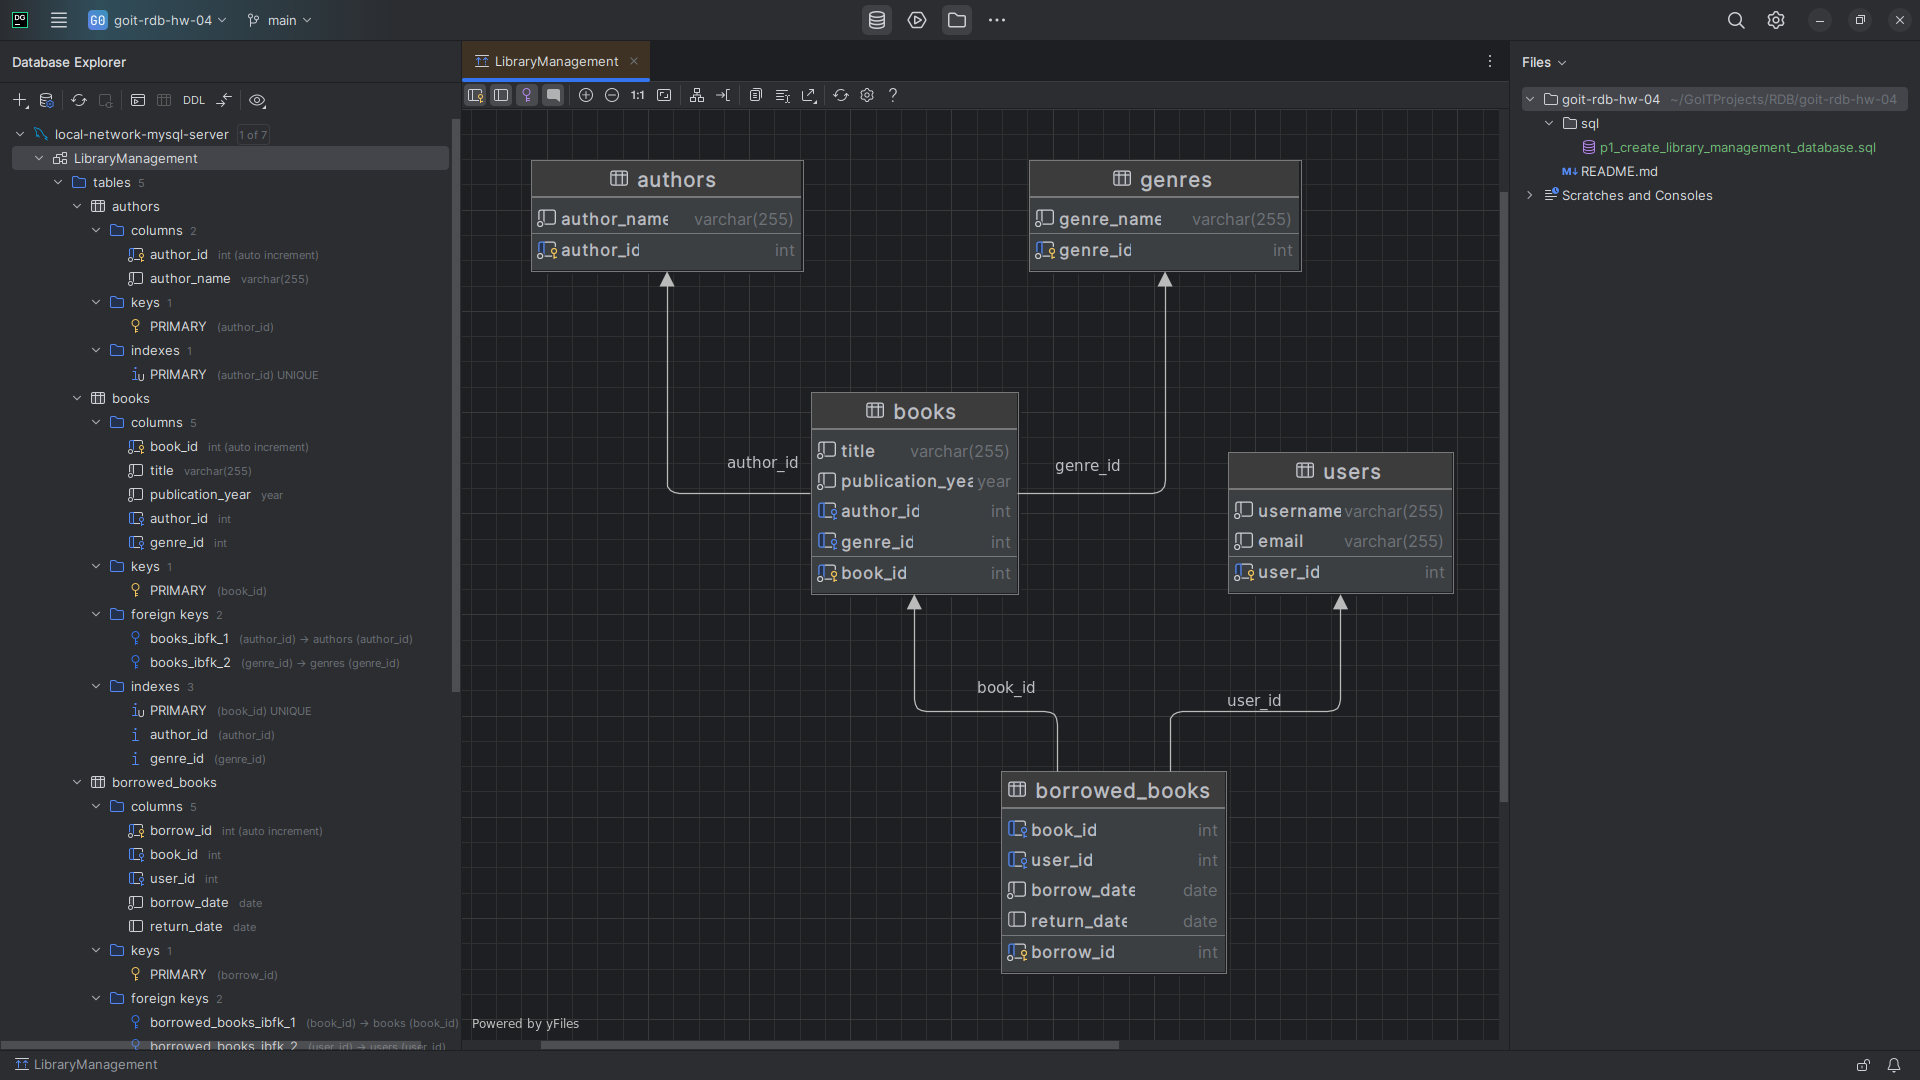 DG
GO goit-rdb-hw-04 main
Database Explorer
DDL
local-network-mysql-server 1 of 7
LibraryManagement
tables 5
authors
columns 2
author_id int (auto increment)
author_name varchar(255)
keys 1
PRIMARY (author_id)
indexes 1
PRIMARY (author_id) UNIQUE
books
columns 5
book_id int (auto increment)
title varchar(255)
publication_year year
author_id int
genre_id int
keys 1
PRIMARY (book_id)
foreign keys 2
books_ibfk_1 (author_id) → authors (author_id)
books_ibfk_2 (genre_id) → genres (genre_id)
indexes 3
PRIMARY (book_id) UNIQUE
author_id (author_id)
genre_id (genre_id)
borrowed_books
columns 5
borrow_id int (auto increment)
book_id int
user_id int
borrow_date date
return_date date
keys 1
PRIMARY (borrow_id)
foreign keys 2
borrowed_books_ibfk_1 (book_id) → books (book_id)
borrowed_books_ibfk_2 (user_id) → users (user_id)
LibraryManagement
1:1 ?
authors
author_name varchar(255)
author_id int
genres
genre_name varchar(255)
genre_id int
author_id
genre_id
books
title varchar(255)
publication_yea year
author_id int
genre_id int
book_id int
users
username varchar(255)
email varchar(255)
user_id int
book_id
user_id
borrowed_books
book_id int
user_id int
borrow_date date
return_date date
borrow_id int
Powered by yFiles
Files
goit-rdb-hw-04 ~/GoITProjects/RDB/goit-rdb-hw-04
sql
p1_create_library_management_database.sql
M↓ README.md
Scratches and Consoles
LibraryManagement